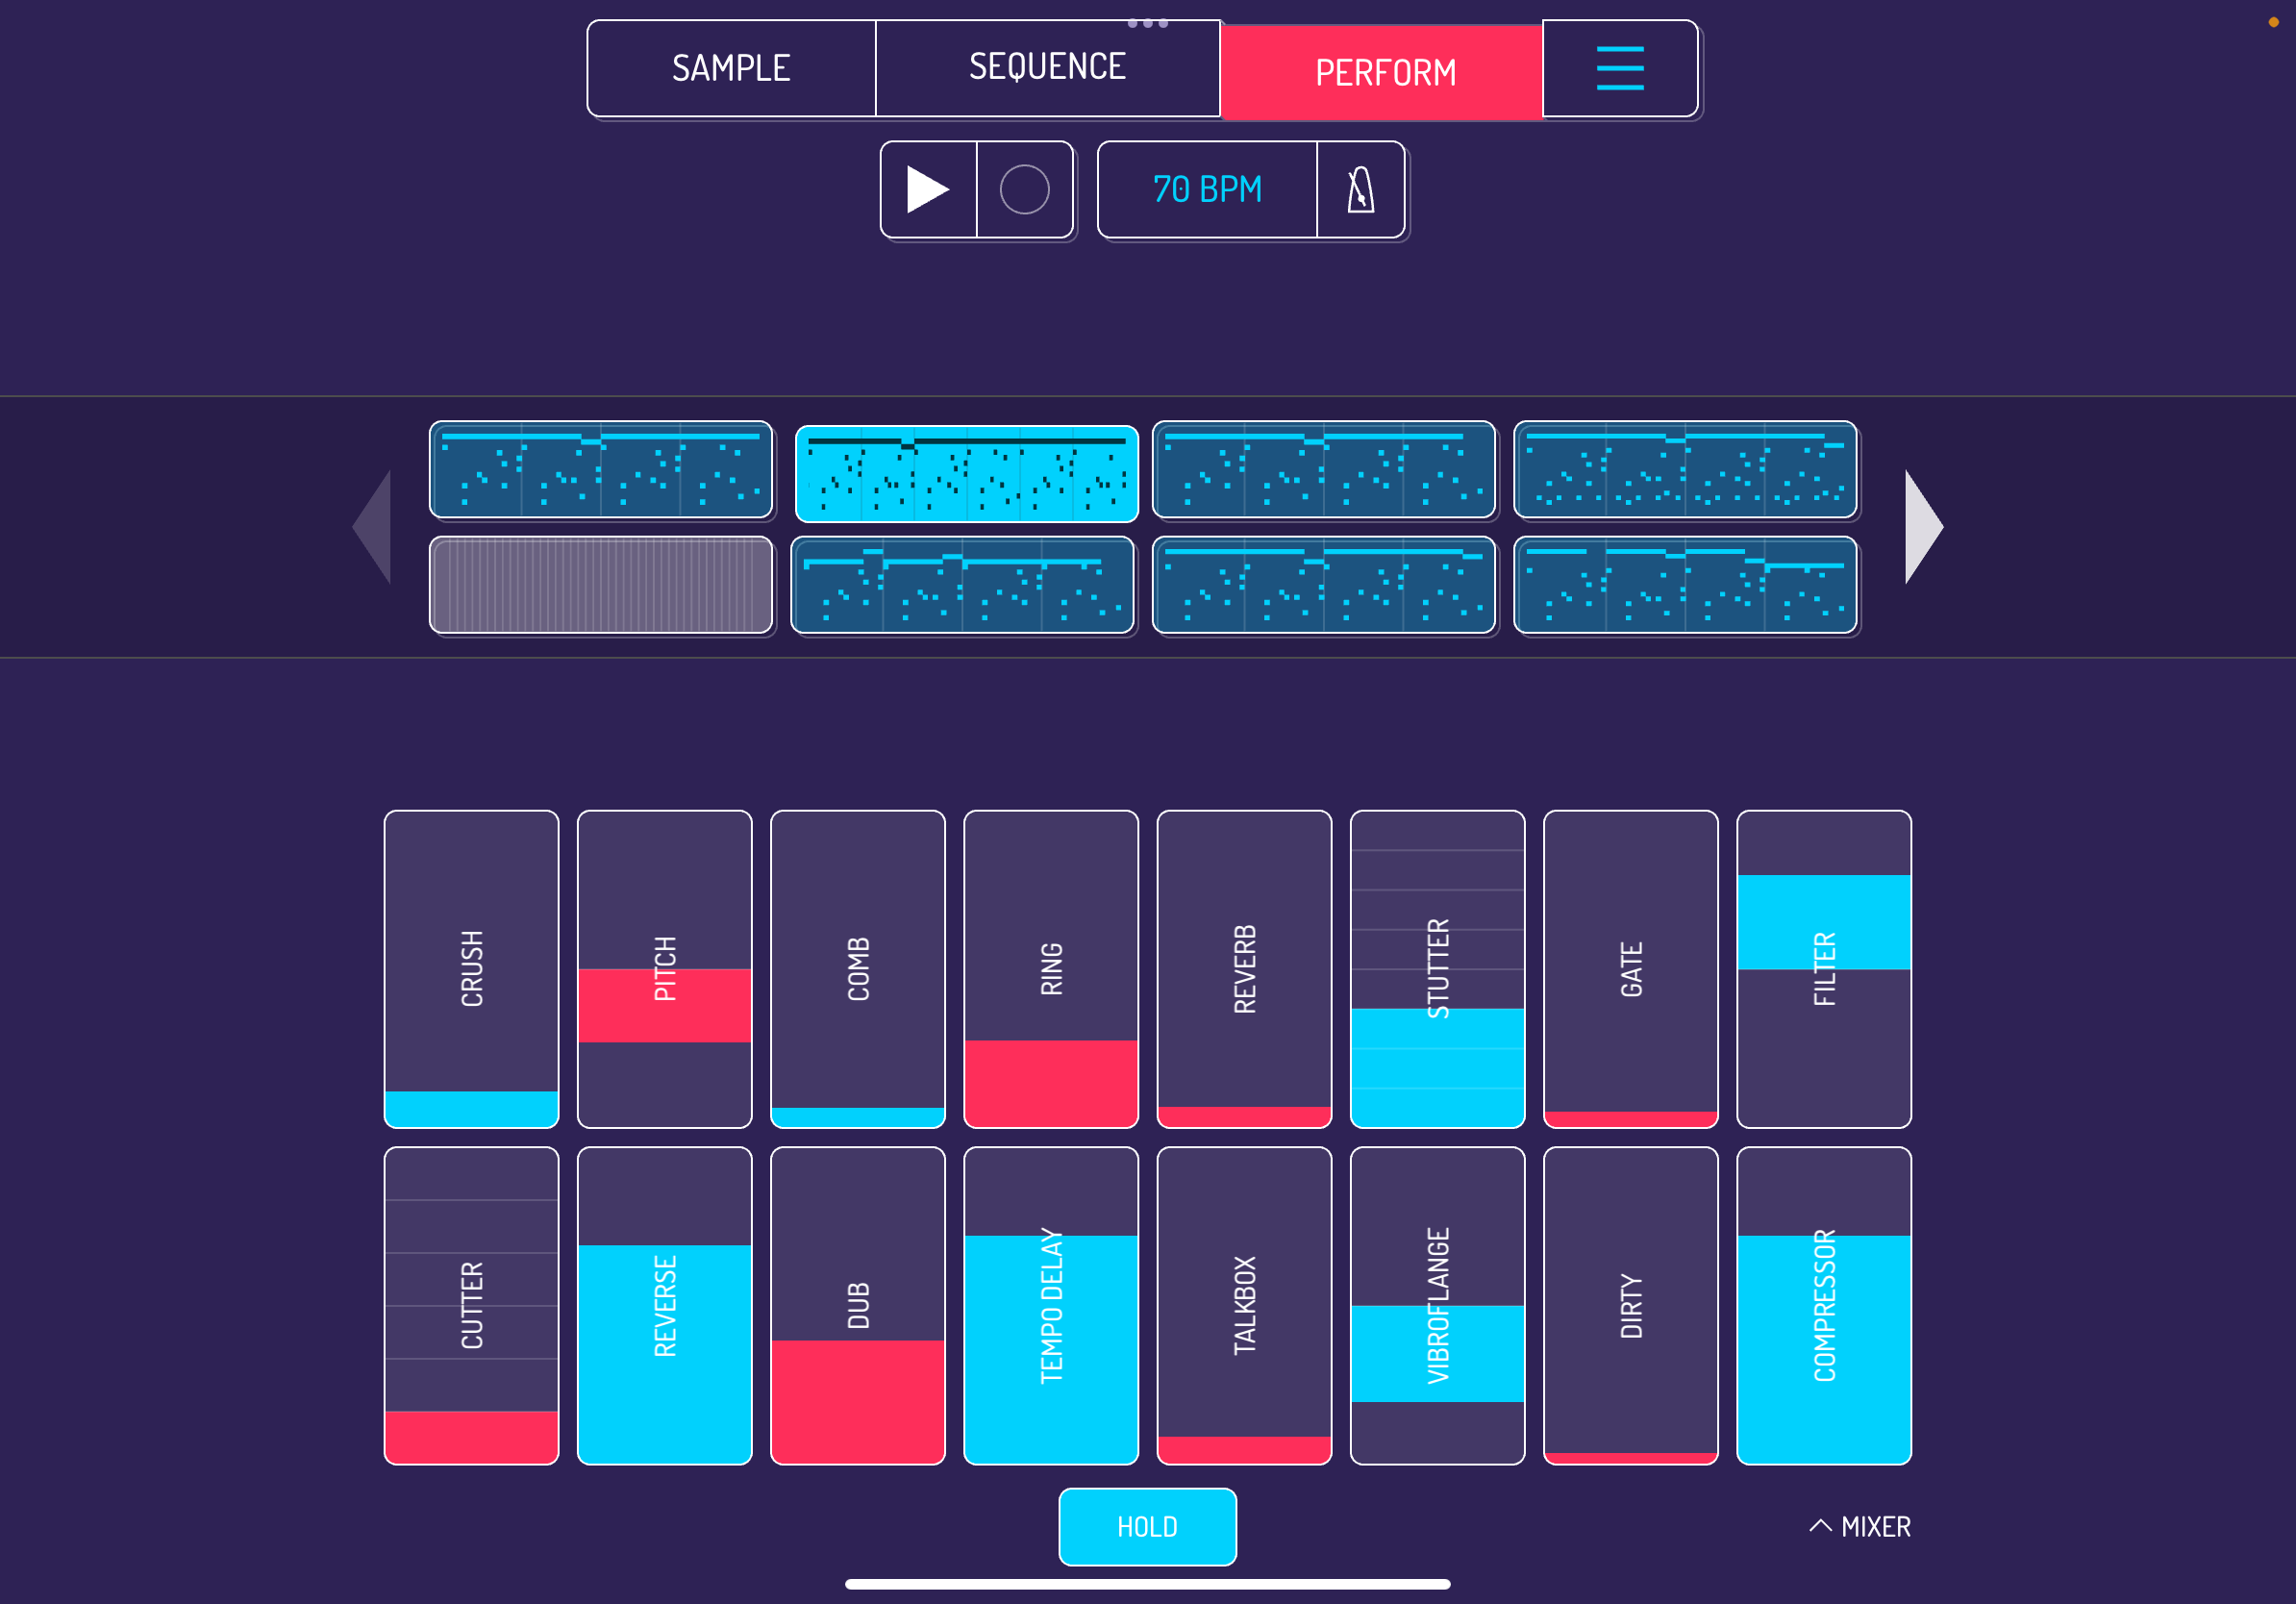 SAMPLE
SEQUENCE
PERFORM
70 BPM
CRUSH
PITCH
COMB
RING
REVERB
STUTTER
GATE
FILTER
CUTTER
REVERSE
DUB
TEMPO DELAY
TALKBOX
VIBROFLANGE
DIRTY
COMPRESSOR
HOLD
MIXER